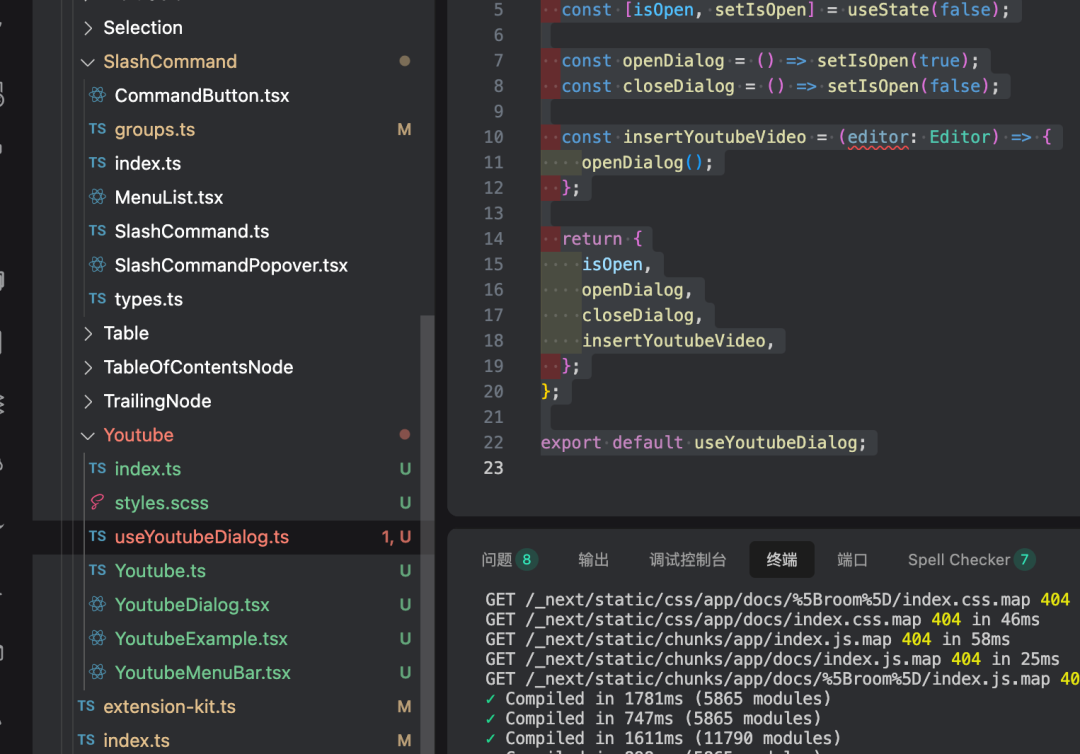 Selection
SlashCommand
CommandButton.tsx
TS groups.ts M
TS index.ts
MenuList.tsx
TS SlashCommand.ts
SlashCommandPopover.tsx
TS types.ts
Table
TableOfContentsNode
TrailingNode
Youtube
TS index.ts U
styles.scss U
TS useYoutubeDialog.ts 1, U
TS Youtube.ts U
YoutubeDialog.tsx U
YoutubeExample.tsx U
YoutubeMenuBar.tsx U
TS extension-kit.ts M
TS index.ts M
5 const [isOpen, setIsOpen] = useState(false);
6
7 const openDialog = () => setIsOpen(true);
8 const closeDialog = () => setIsOpen(false);
9
10 const insertYoutubeVideo = (editor: Editor) => {
11 openDialog();
12 };
13
14 return {
15 isOpen,
16 openDialog,
17 closeDialog,
18 insertYoutubeVideo,
19 };
20 };
21
22 export default useYoutubeDialog;
23
问题 8 输出 调试控制台 终端 端口 Spell Checker 7
GET /_next/static/css/app/docs/%5Broom%5D/index.css.map 404
GET /_next/static/css/app/docs/index.css.map 404 in 46ms
GET /_next/static/chunks/app/index.js.map 404 in 58ms
GET /_next/static/chunks/app/docs/index.js.map 404 in 25ms
GET /_next/static/chunks/app/docs/%5Broom%5D/index.js.map 40
✓ Compiled in 1781ms (5865 modules)
✓ Compiled in 747ms (5865 modules)
✓ Compiled in 1611ms (11790 modules)